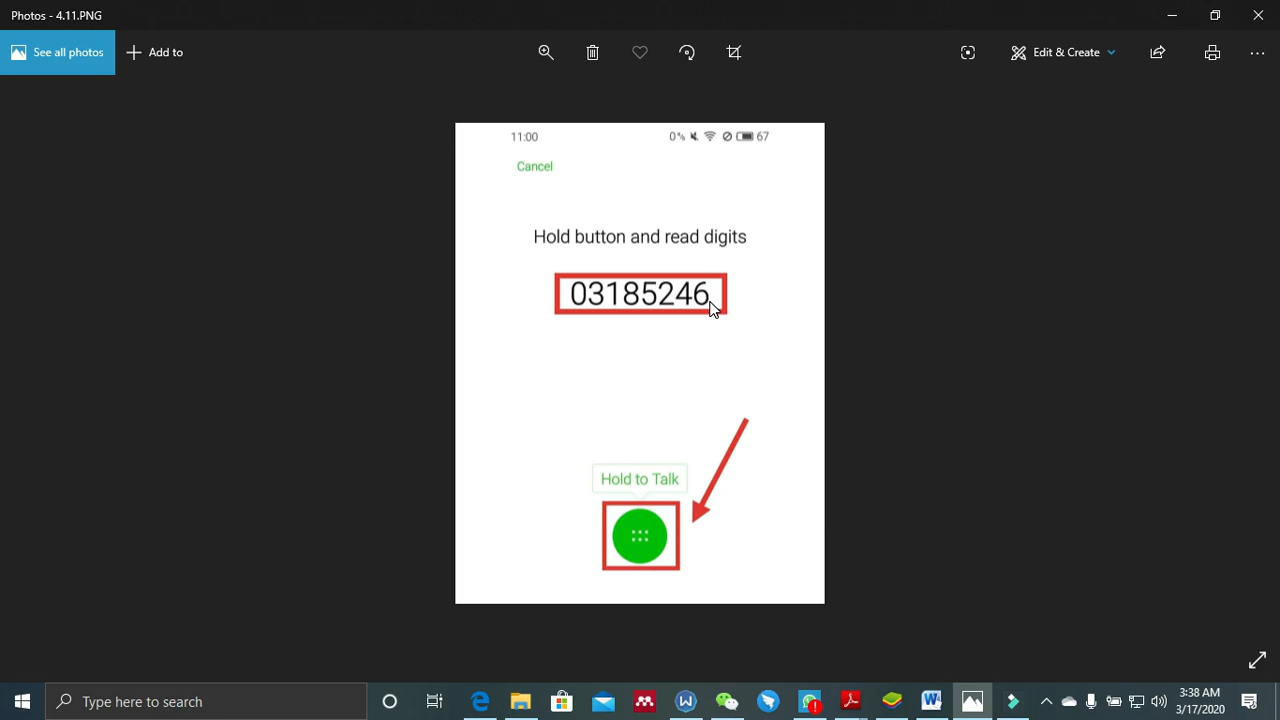 Photos - 4.11.PNG
See all photos
Add to
Edit & Create
11:00
0%
67
Cancel
Hold button and read digits
03185246
Hold to Talk
Type here to search
3:38 AM
3/17/2020